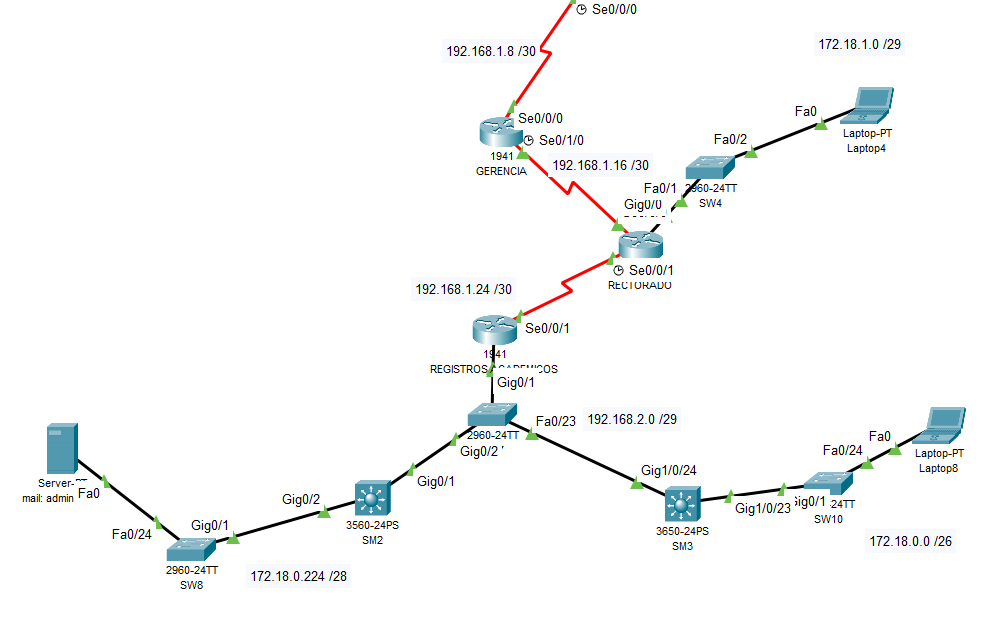 Se0/0/0
192.168.1.8 /30
172.18.1.0 /29
Fa0
Se0/0/0
Laptop-PT
Laptop4
Se0/1/0
Fa0/2
1941
GERENCIA
192.168.1.16 /30
Fa0/1
2960-24TT
SW4
Gig0/0
Se0/0/1
RECTORADO
192.168.1.24 /30
Se0/0/1
1941
REGISTROS ACADEMICOS
Gig0/1
Fa0/23
192.168.2.0 /29
2960-24TT
Gig0/2
Fa0
Fa0/24
Laptop-PT
Laptop8
Server-PT
mail: admin
Fa0
Gig0/1
Gig1/0/24
Gig0/2
Gig1/0/23
Gig0/1
24TT
SW10
3560-24PS
SM2
3650-24PS
SM3
Fa0/24
Gig0/1
172.18.0.0 /26
2960-24TT
SW8
172.18.0.224 /28